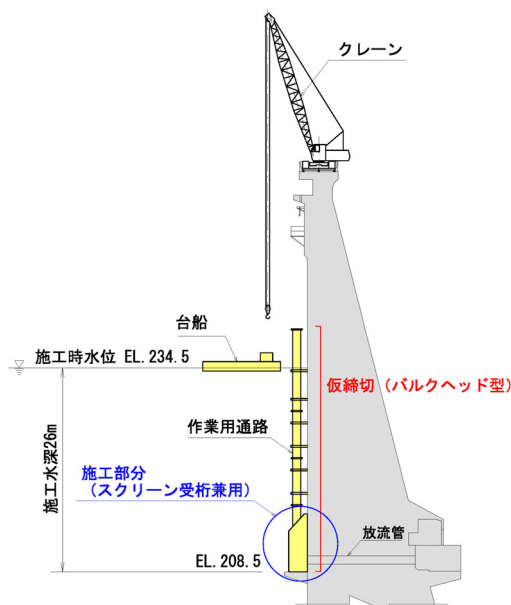 クレーン
台船
施工時水位 EL.234.5
仮締切（バルクヘッド型）
作業用通路
施工水深26m
施工部分
（スクリーン受桁兼用）
放流管
EL.208.5